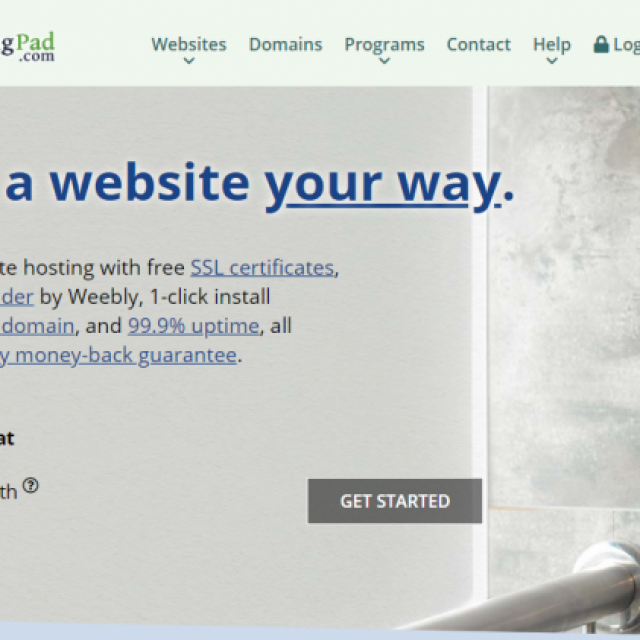 gPad
.com
Websites Domains Programs Contact Help Log
a website your way.
te hosting with free SSL certificates,
der by Weebly, 1-click install
domain, and 99.9% uptime, all
y money-back guarantee.
at
th ?
GET STARTED